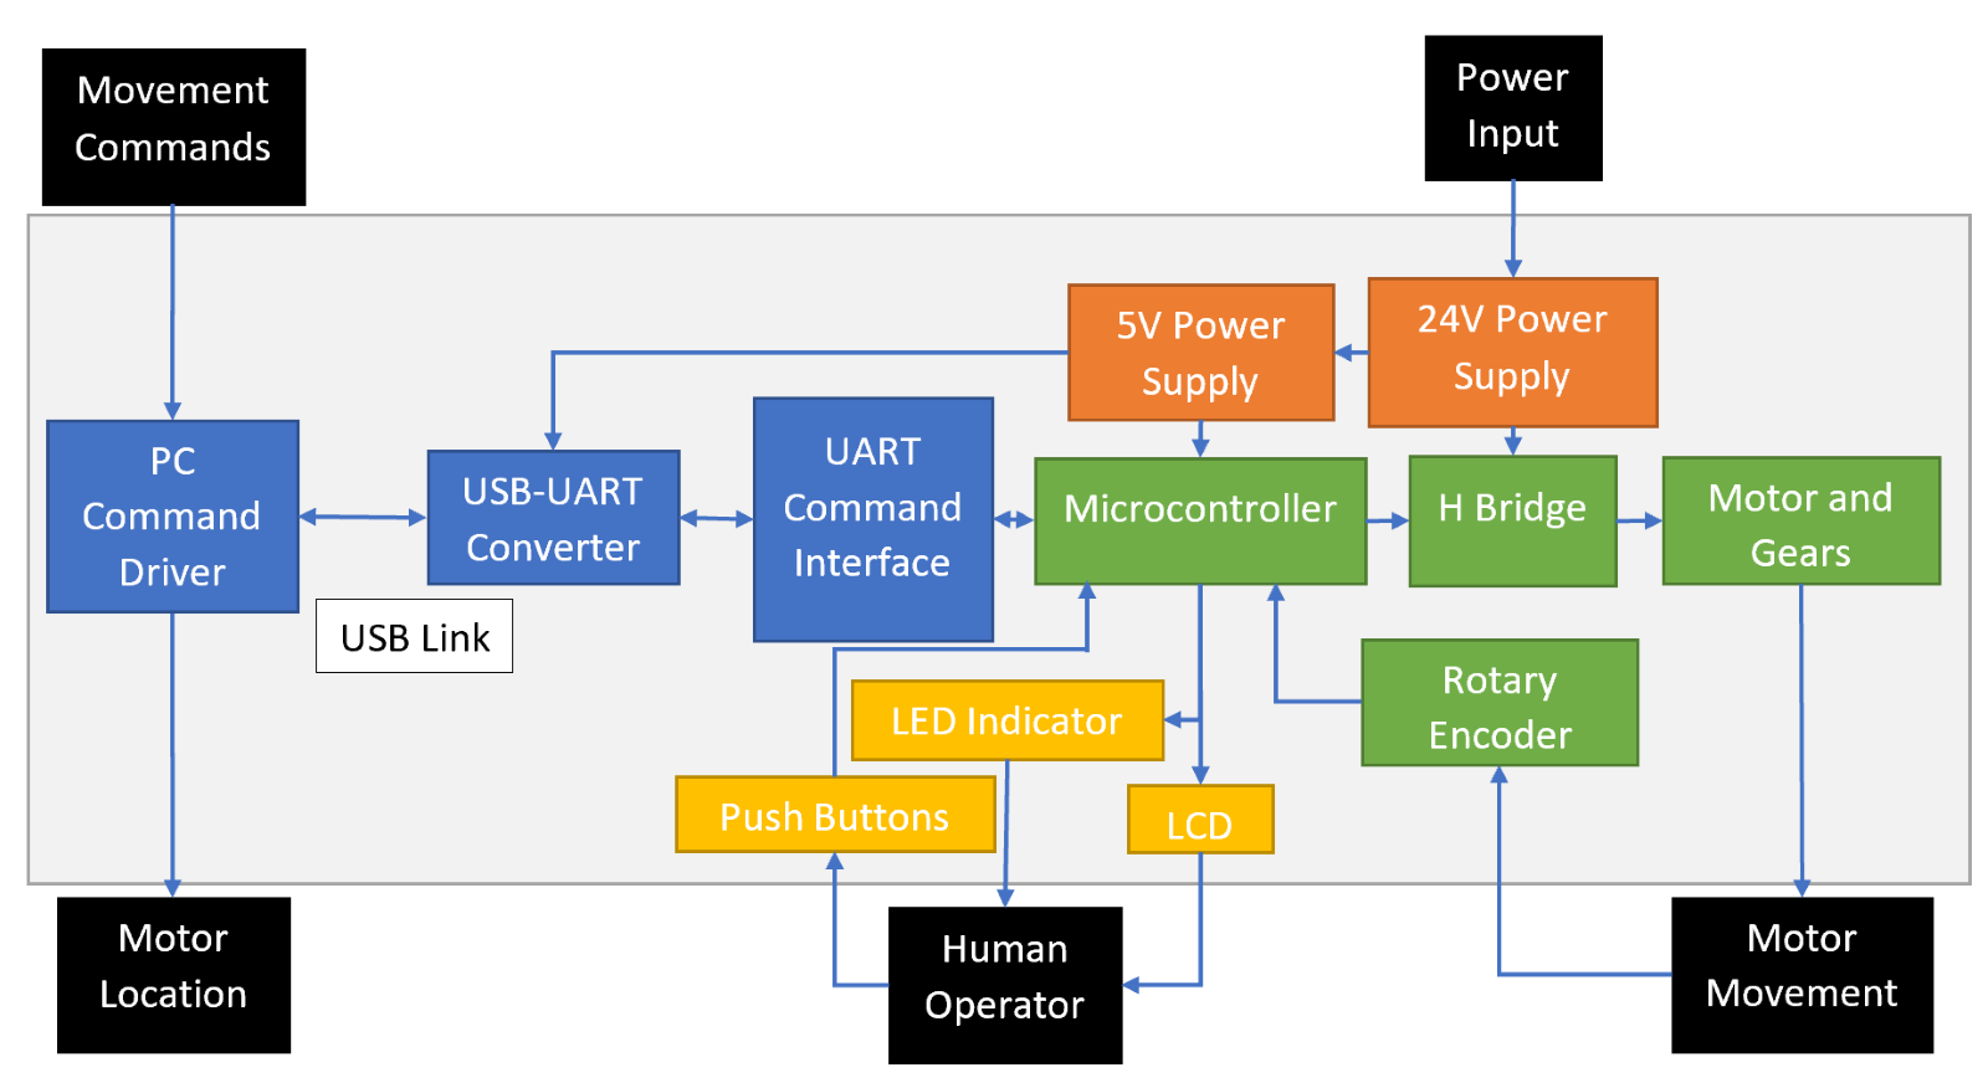 Movement
Commands
Power
Input
5V Power
Supply
24V Power
Supply
PC
Command
Driver
USB-UART
Converter
UART
Command
Interface
Microcontroller
H Bridge
Motor and
Gears
USB Link
LED Indicator
Rotary
Encoder
Push Buttons
LCD
Motor
Location
Human
Operator
Motor
Movement